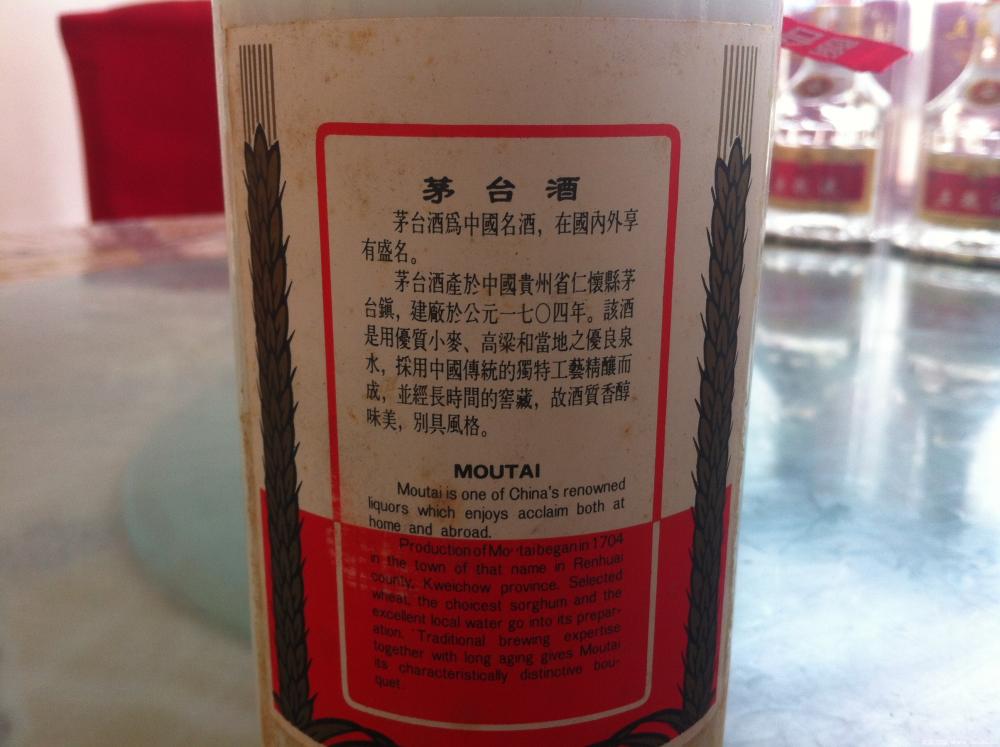 茅台酒
茅台酒爲中國名酒，在國內外享
有盛名。
茅台酒產於中國貴州省仁懷縣茅
台鎭，建廠於公元一七〇四年。該酒
是用優質小麥、高粱和當地之優良泉
水，採用中國傳統的獨特工藝精釀而
成，並經長時間的窖藏，故酒質香醇
味美，別具風格。
MOUTAI
Moutai is one of China's renowned
liquors which enjoys acclaim both at
home and abroad.
Production of Moutai began in 1704
in the town of that name in Renhuai
county, Kweichow province. Selected
wheat, the choicest sorghum and the
excellent local water go into its prepar-
ation. Traditional brewing expertise
together with long aging gives Moutai
its characteristically distinctive bou-
quet.